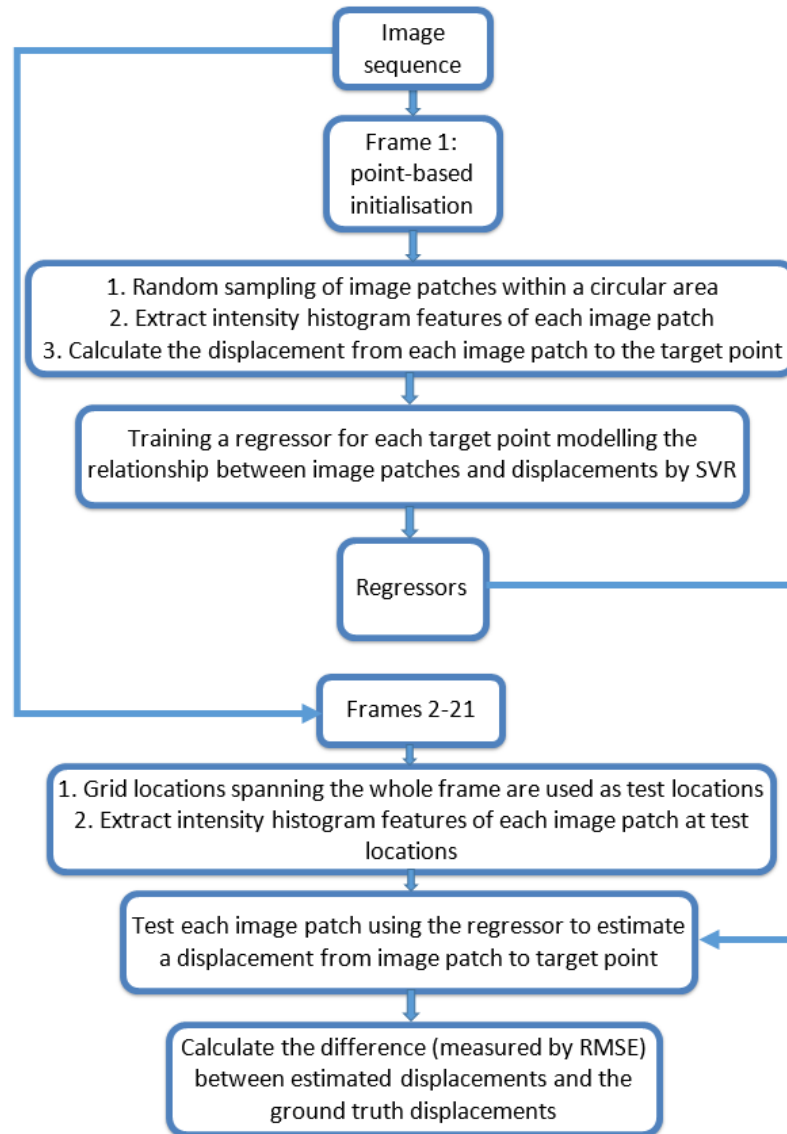 Image
sequence
Frame 1:
point-based
initialisation
1. Random sampling of image patches within a circular area
2. Extract intensity histogram features of each image patch
3. Calculate the displacement from each image patch to the target point
Training a regressor for each target point modelling the
relationship between image patches and displacements by SVR
Regressors
Frames 2-21
1. Grid locations spanning the whole frame are used as test locations
2. Extract intensity histogram features of each image patch at test
locations
Test each image patch using the regressor to estimate
a displacement from image patch to target point
Calculate the difference (measured by RMSE)
between estimated displacements and the
ground truth displacements